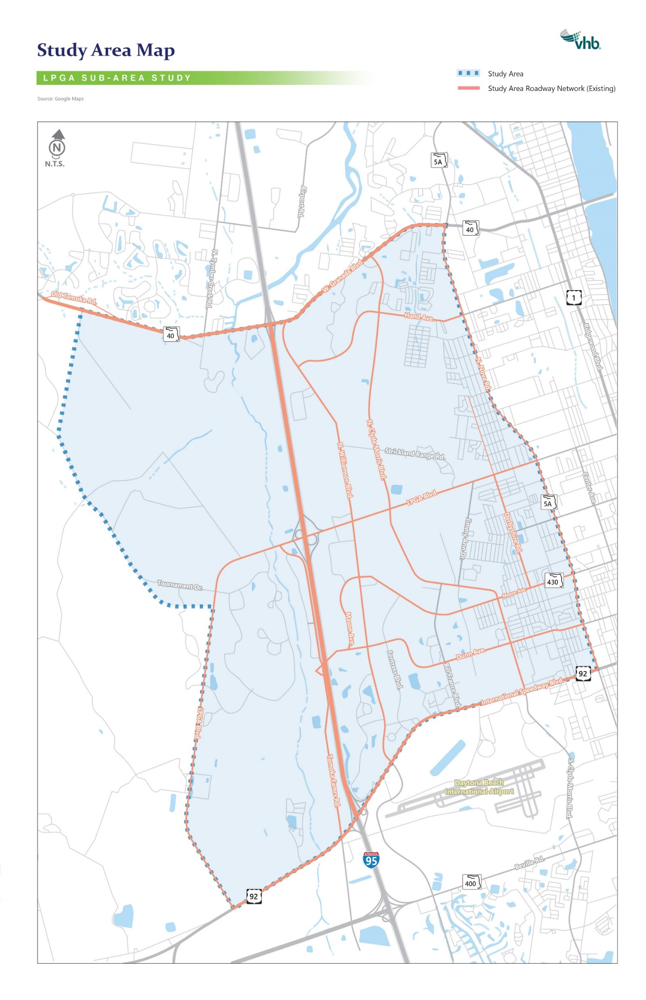 Study Area Map
vhb
LPGA SUB-AREA STUDY
Study Area
Study Area Roadway Network (Existing)
Source: Google Maps
N
N.T.S.
5A
Airport Rd.
40
N. Tymber Creek Rd.
W. Granada Blvd.
Old Tomoka Rd.
1
Hand Ave.
40
Ridgewood Blvd.
N. Nova Rd.
N. Clyde Morris Blvd.
N. Williamson Blvd.
Strickland Range Rd.
Center Ave.
LPGA Blvd.
5A
Jimmy Ann Dr.
Derbyshire Rd.
430
Tournament Dr.
Mason Ave.
Mason Ave.
Dunn Ave.
Fentress Blvd.
Bill France Blvd.
92
International Speedway Blvd.
LPGA Blvd.
Tomoka Famrs Rd.
Daytona Beach
International Airport
S. Clyde Morris Blvd.
INTERSTATE
95
Beville Rd.
400
92